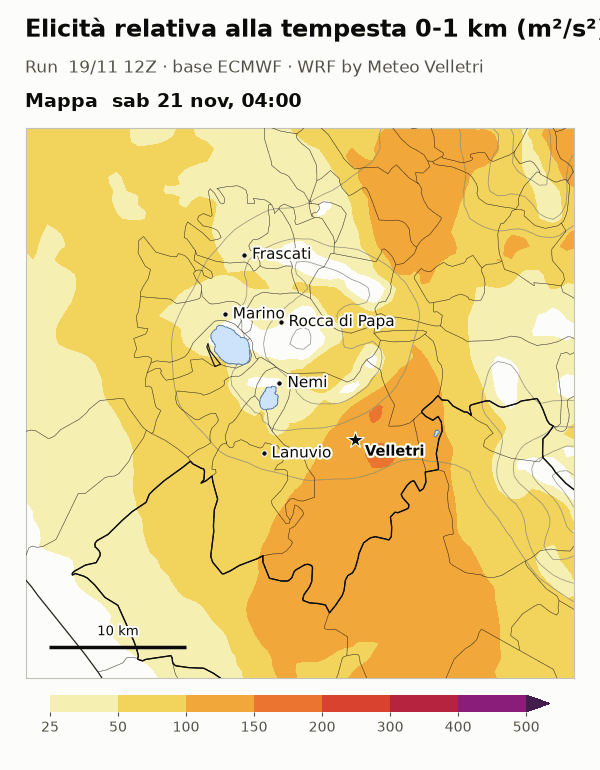 Elicità relativa alla tempesta 0-1 km (m²/s²)
Run 19/11 12Z · base ECMWF · WRF by Meteo Velletri
Mappa sab 21 nov, 04:00
Frascati
Marino
Rocca di Papa
Nemi
Velletri
Lanuvio
10 km
25 50 100 150 200 300 400 500